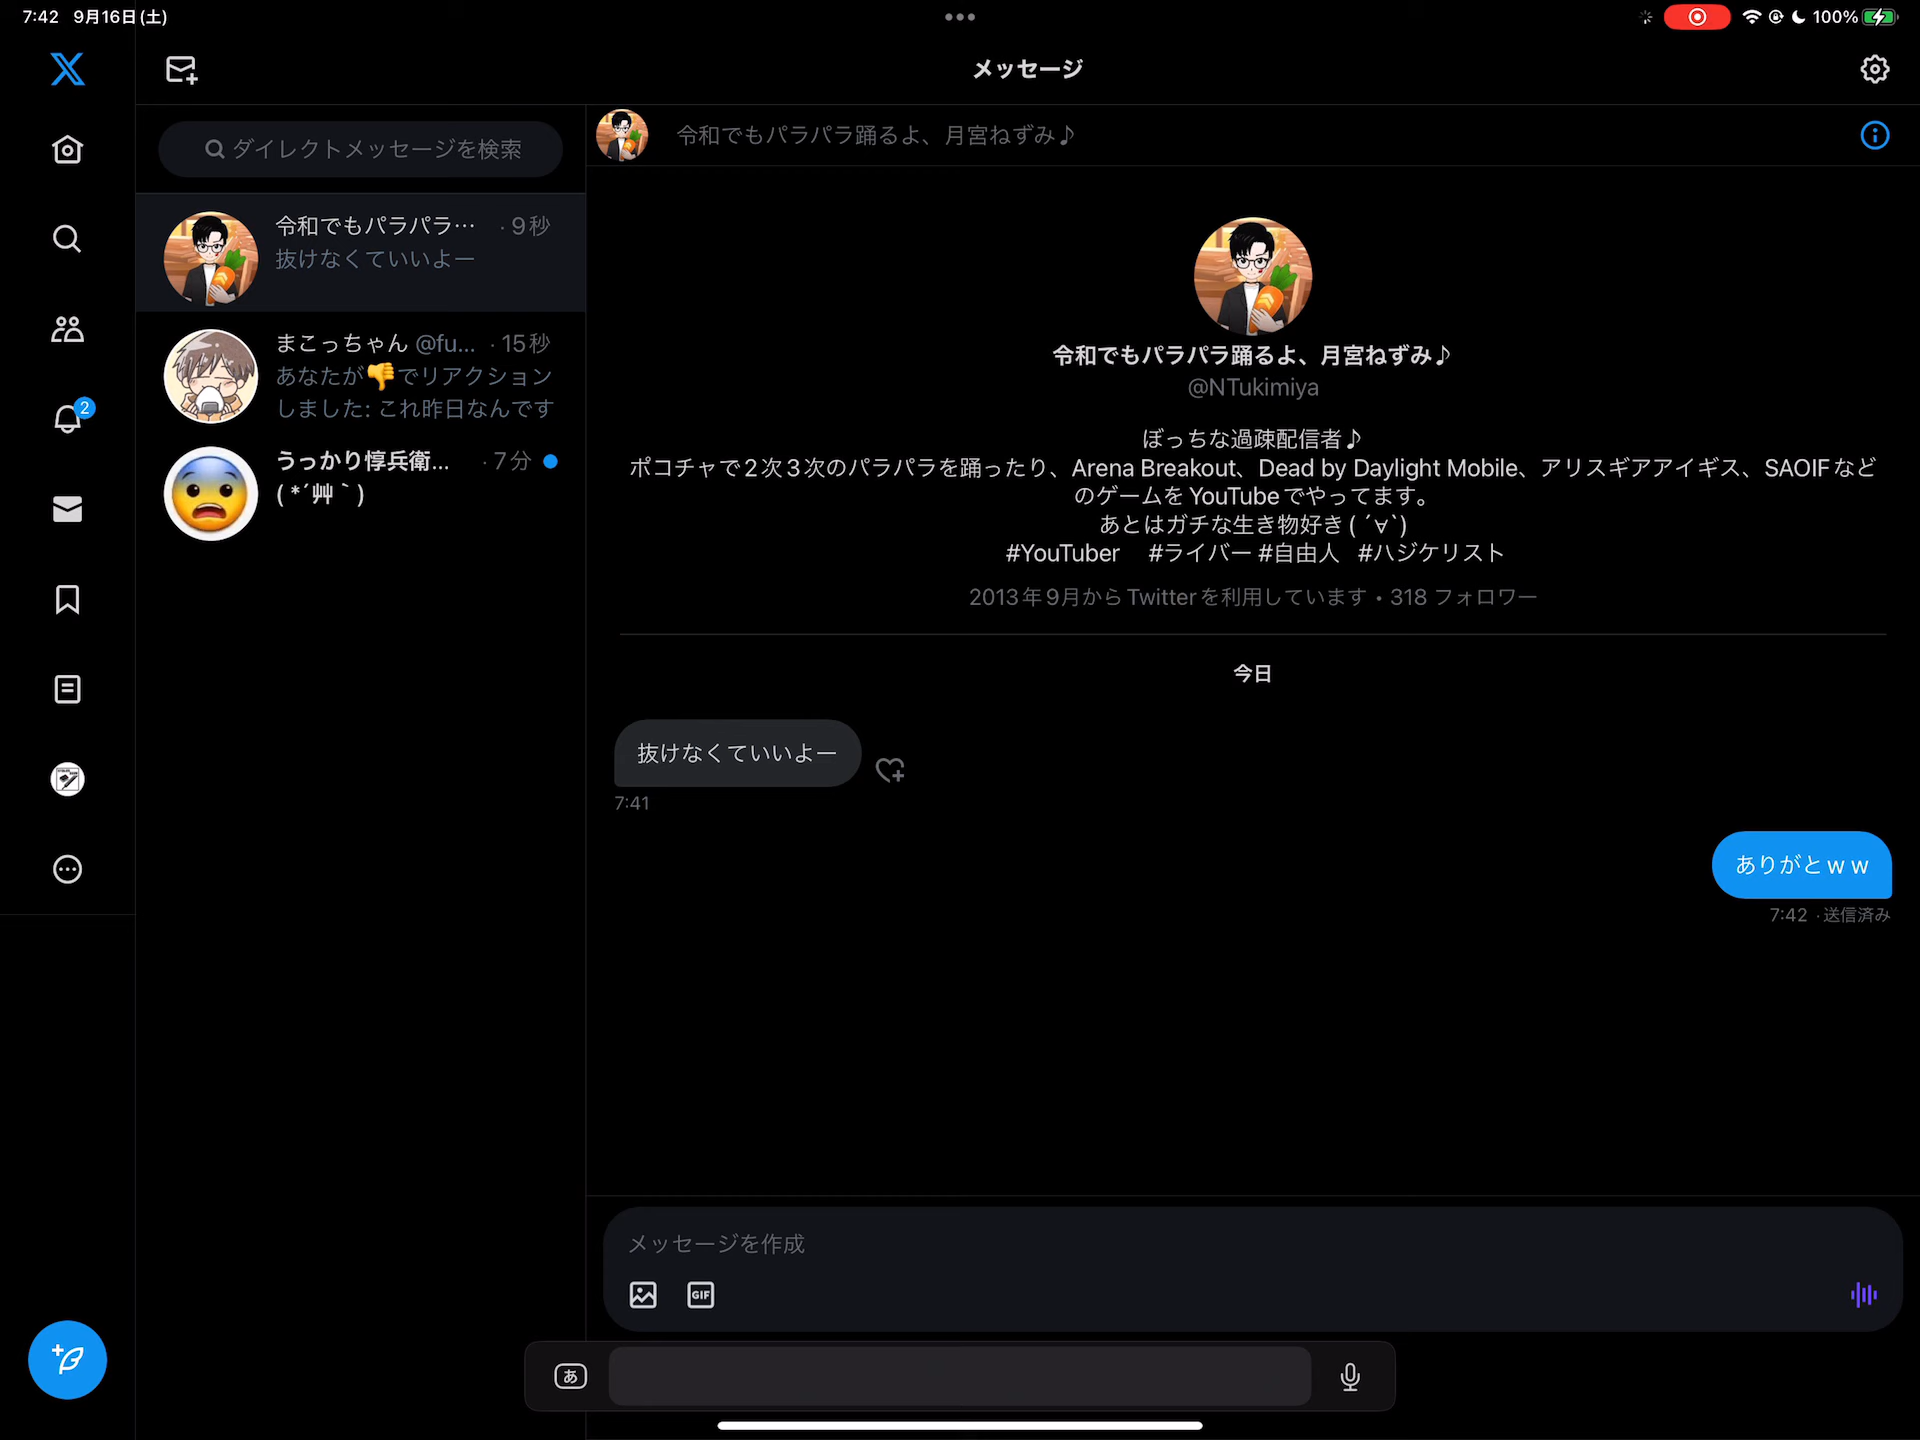 7:42 9月16日(土)
100%
メッセージ
ダイレクトメッセージを検索
令和でもパラパラ… · 9秒
抜けなくていいよー
まこっちゃん @fu... · 15秒
あなたが👎でリアクション
しました: これ昨日なんです
うっかり惇兵衛... · 7分
( *´艸｀)
2
令和でもパラパラ踊るよ、月宮ねずみ♪
令和でもパラパラ踊るよ、月宮ねずみ♪
@NTukimiya
ぼっちな過疎配信者♪
ポコチャで2次3次のパラパラを踊ったり、Arena Breakout、Dead by Daylight Mobile、アリスギアアイギス、SAOIFなど
のゲームをYouTubeでやってます。
あとはガチな生き物好き( ´∀`)
#YouTuber #ライバー #自由人 #ハジケリスト
2013年9月からTwitterを利用しています • 318 フォロワー
今日
抜けなくていいよー
7:41
ありがとｗｗ
7:42 · 送信済み
メッセージを作成
GIF
あ